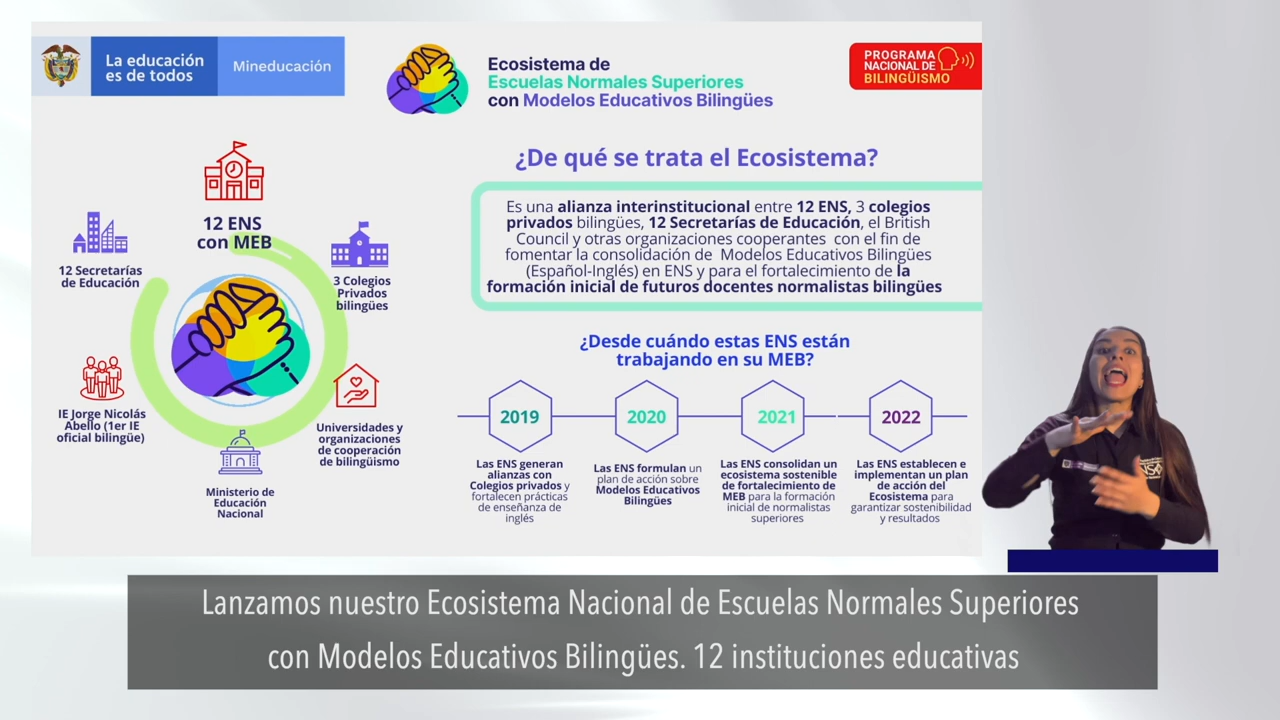 La educación
es de todos
Mineducación
Ecosistema de
Escuelas Normales Superiores
con Modelos Educativos Bilingües
PROGRAMA
NACIONAL DE
BILINGÜISMO
12 ENS
con MEB
12 Secretarías
de Educación
3 Colegios
Privados
bilingües
IE Jorge Nicolás
Abello (1er IE
oficial bilingüe)
Universidades y
organizaciones
de cooperación
de bilingüismo
Ministerio de
Educación
Nacional
¿De qué se trata el Ecosistema?
Es una alianza interinstitucional entre 12 ENS, 3 colegios
privados bilingües, 12 Secretarías de Educación, el British
Council y otras organizaciones cooperantes con el fin de
fomentar la consolidación de Modelos Educativos Bilingües
(Español-Inglés) en ENS y para el fortalecimiento de la
formación inicial de futuros docentes normalistas bilingües
¿Desde cuándo estas ENS están
trabajando en su MEB?
2019
2020
2021
2022
Las ENS generan
alianzas con
Colegios privados y
fortalecen prácticas
de enseñanza de
inglés
Las ENS formulan un
plan de acción sobre
Modelos Educativos
Bilingües
Las ENS consolidan un
ecosistema sostenible
de fortalecimiento de
MEB para la formación
inicial de normalistas
superiores
Las ENS establecen e
implementan un plan
de acción del
Ecosistema para
garantizar sostenibilidad
y resultados
Lanzamos nuestro Ecosistema Nacional de Escuelas Normales Superiores
con Modelos Educativos Bilingües. 12 instituciones educativas